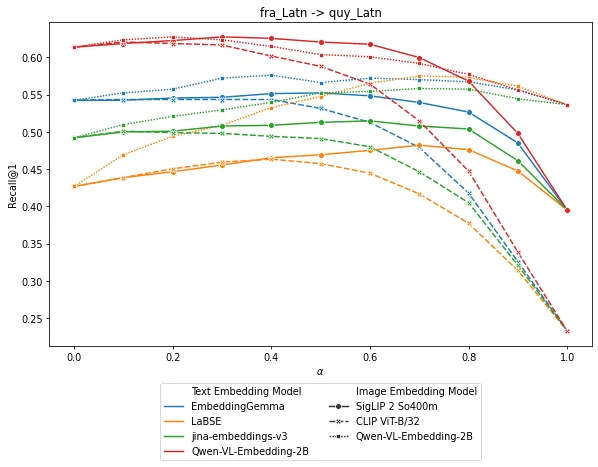 fra_Latn -> quy_Latn
Recall@1
0.60
0.55
0.50
0.45
0.40
0.35
0.30
0.25
0.0 0.2 0.4 0.6 0.8 1.0
α
Text Embedding Model Image Embedding Model
EmbeddingGemma SigLIP 2 So400m
LaBSE CLIP ViT-B/32
jina-embeddings-v3 Qwen-VL-Embedding-2B
Qwen-VL-Embedding-2B